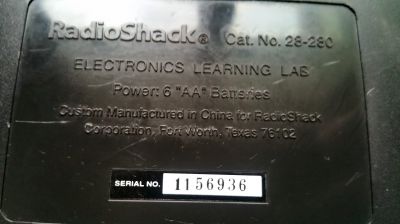 RadioShack® Cat. No. 28-280
ELECTRONICS LEARNING LAB
Power: 6 "AA" Batteries
Custom Manufactured in China for RadioShack
Corporation, Fort Worth, Texas 76102
SERIAL NO. 1156936